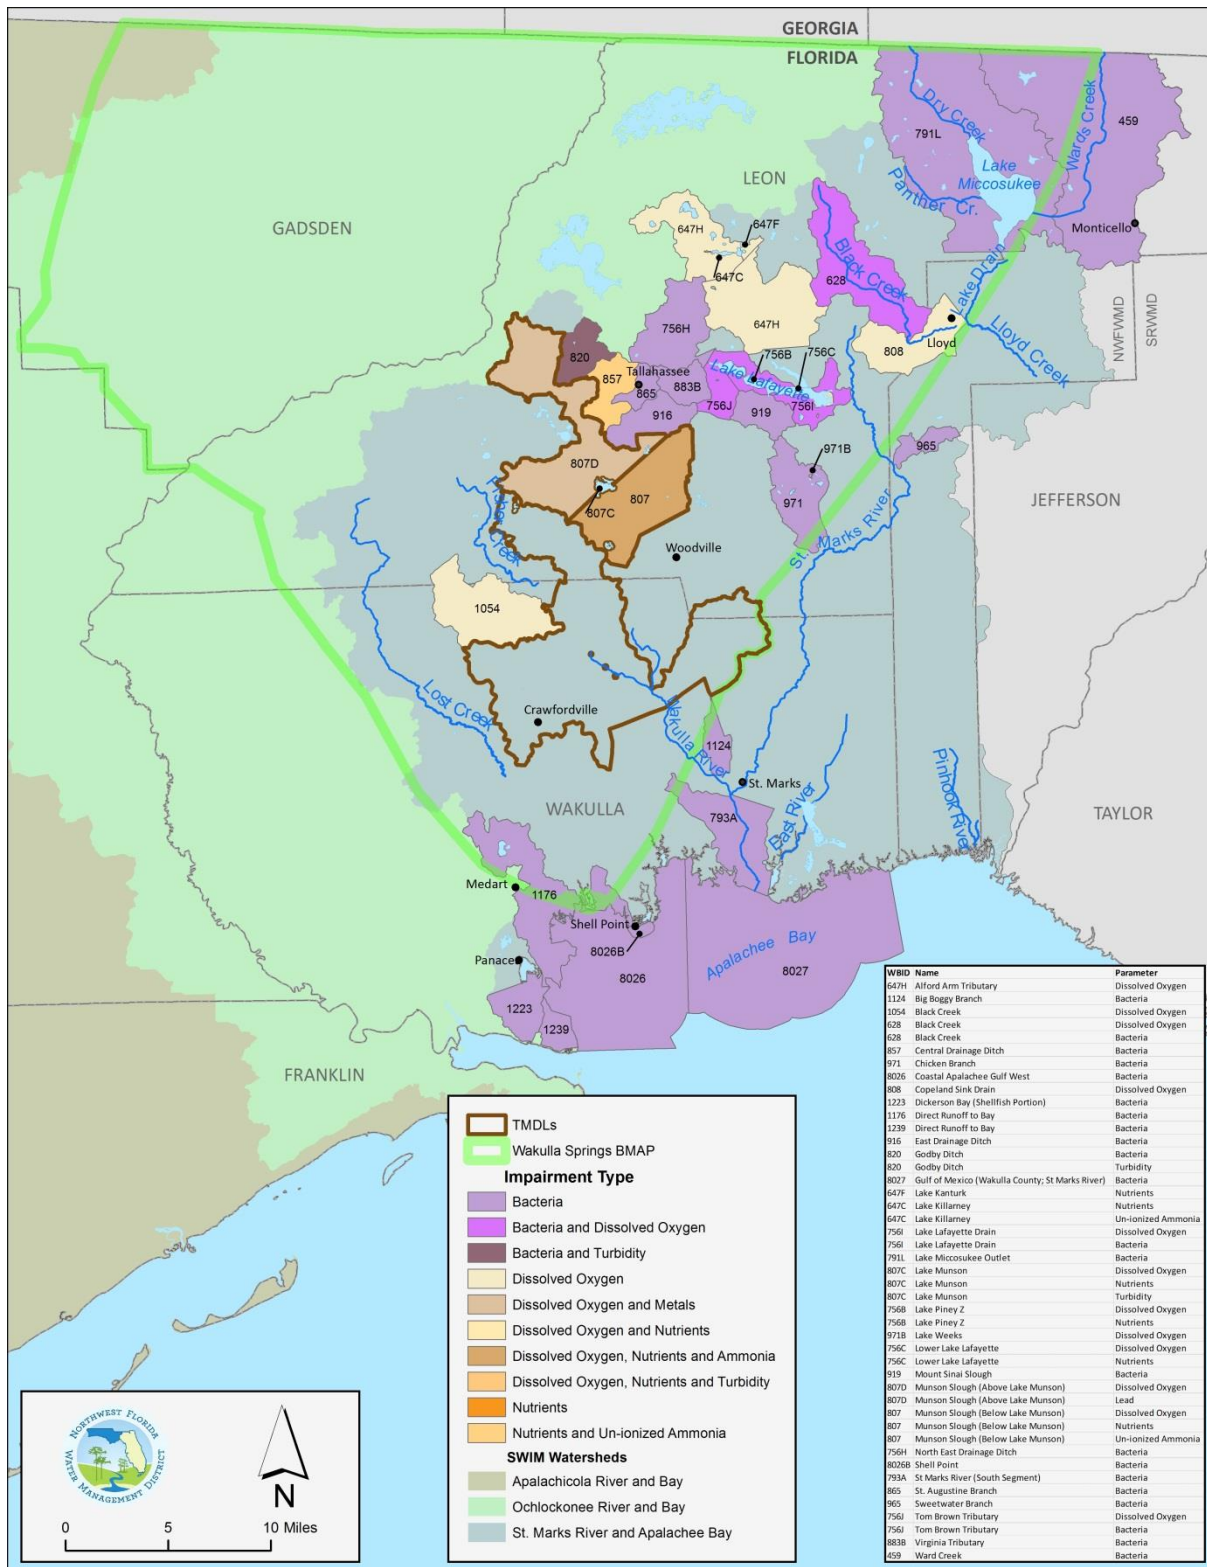 GEORGIA
FLORIDA
Dry Creek
791L
Lake
Miccosukee
Wards Creek
459
Panther Cr.
Monticello
LEON
GADSDEN
647H
647F
647C
Black Creek
628
647H
Lake Drain
NWFWMD
SRWMD
756H
808
Lloyd
Lloyd Creek
820
756B
756C
857
Tallahassee
Lake Lafayette
865
883B
756J
919
756I
916
965
971B
807D
807
971
807C
JEFFERSON
St. Marks River
Woodville
1054
Lost Creek
Crawfordville
Wakulla River
1124
St. Marks
WAKULLA
793A
East River
Pinhook River
TAYLOR
Medart
1176
Shell Point
8026B
Apalachee Bay
Panace
8026
8027
1223
1239
FRANKLIN
TMDLs
Wakulla Springs BMAP
Impairment Type
Bacteria
Bacteria and Dissolved Oxygen
Bacteria and Turbidity
Dissolved Oxygen
Dissolved Oxygen and Metals
Dissolved Oxygen and Nutrients
Dissolved Oxygen, Nutrients and Ammonia
Dissolved Oxygen, Nutrients and Turbidity
Nutrients
Nutrients and Un-ionized Ammonia
SWIM Watersheds
Apalachicola River and Bay
Ochlockonee River and Bay
St. Marks River and Apalachee Bay
WBID Name Parameter
647H Alford Arm Tributary Dissolved Oxygen
1124 Big Boggy Branch Bacteria
1054 Black Creek Dissolved Oxygen
628 Black Creek Dissolved Oxygen
628 Black Creek Bacteria
857 Central Drainage Ditch Bacteria
971 Chicken Branch Bacteria
8026 Coastal Apalachee Gulf West Bacteria
808 Copeland Sink Drain Dissolved Oxygen
1223 Dickerson Bay (Shellfish Portion) Bacteria
1176 Direct Runoff to Bay Bacteria
1239 Direct Runoff to Bay Bacteria
916 East Drainage Ditch Bacteria
820 Godby Ditch Bacteria
820 Godby Ditch Turbidity
8027 Gulf of Mexico (Wakulla County; St Marks River) Bacteria
647F Lake Kanturk Nutrients
647C Lake Killarney Nutrients
647C Lake Killarney Un-ionized Ammonia
756I Lake Lafayette Drain Dissolved Oxygen
756I Lake Lafayette Drain Bacteria
791L Lake Miccosukee Outlet Bacteria
807C Lake Munson Dissolved Oxygen
807C Lake Munson Nutrients
807C Lake Munson Turbidity
756B Lake Piney Z Dissolved Oxygen
756B Lake Piney Z Nutrients
971B Lake Weeks Dissolved Oxygen
756C Lower Lake Lafayette Dissolved Oxygen
756C Lower Lake Lafayette Nutrients
919 Mount Sinai Slough Bacteria
807D Munson Slough (Above Lake Munson) Dissolved Oxygen
807D Munson Slough (Above Lake Munson) Lead
807 Munson Slough (Below Lake Munson) Dissolved Oxygen
807 Munson Slough (Below Lake Munson) Nutrients
807 Munson Slough (Below Lake Munson) Un-ionized Ammonia
756H North East Drainage Ditch Bacteria
8026B Shell Point Bacteria
793A St Marks River (South Segment) Bacteria
865 St. Augustine Branch Bacteria
965 Sweetwater Branch Bacteria
756J Tom Brown Tributary Dissolved Oxygen
756J Tom Brown Tributary Bacteria
883B Virginia Tributary Bacteria
459 Ward Creek Bacteria
NORTHWEST FLORIDA
WATER MANAGEMENT DISTRICT
N
0 5 10 Miles